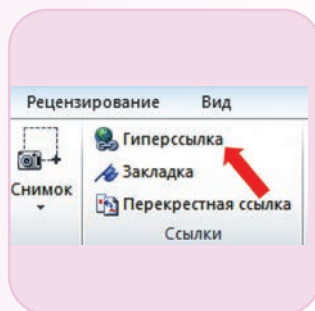 Рецензирование Вид
Гиперссылка
Закладка
Снимок
Перекрестная ссылка
Ссылки